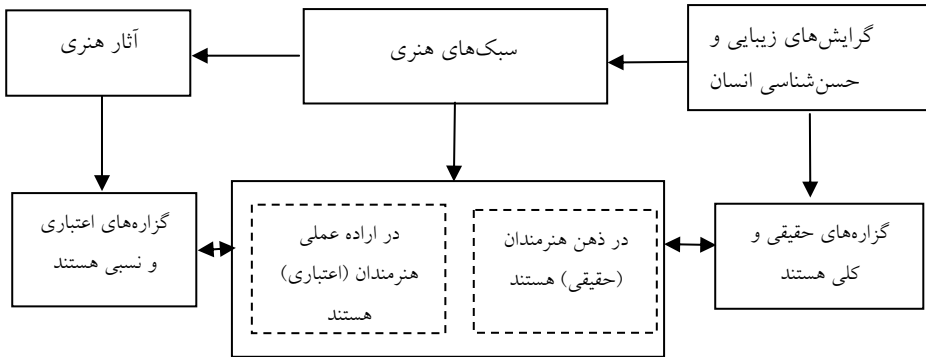 گرایش‌های زیبایی و
حسن‌شناسی انسان
سبک‌های هنری
آثار هنری
گزاره‌های حقیقی و
کلی هستند
در ذهن هنرمندان
(حقیقی) هستند
در اراده عملی
هنرمندان (اعتباری)
هستند
گزاره‌های اعتباری
و نسبی هستند